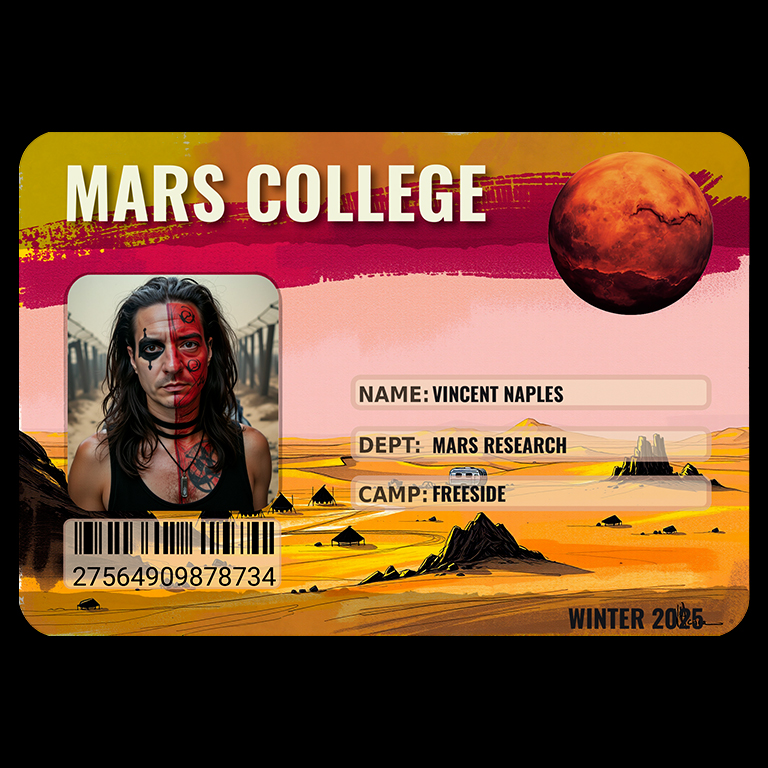 MARS COLLEGE
NAME: VINCENT NAPLES
DEPT: MARS RESEARCH
CAMP: FREESIDE
27564909878734
WINTER 2025